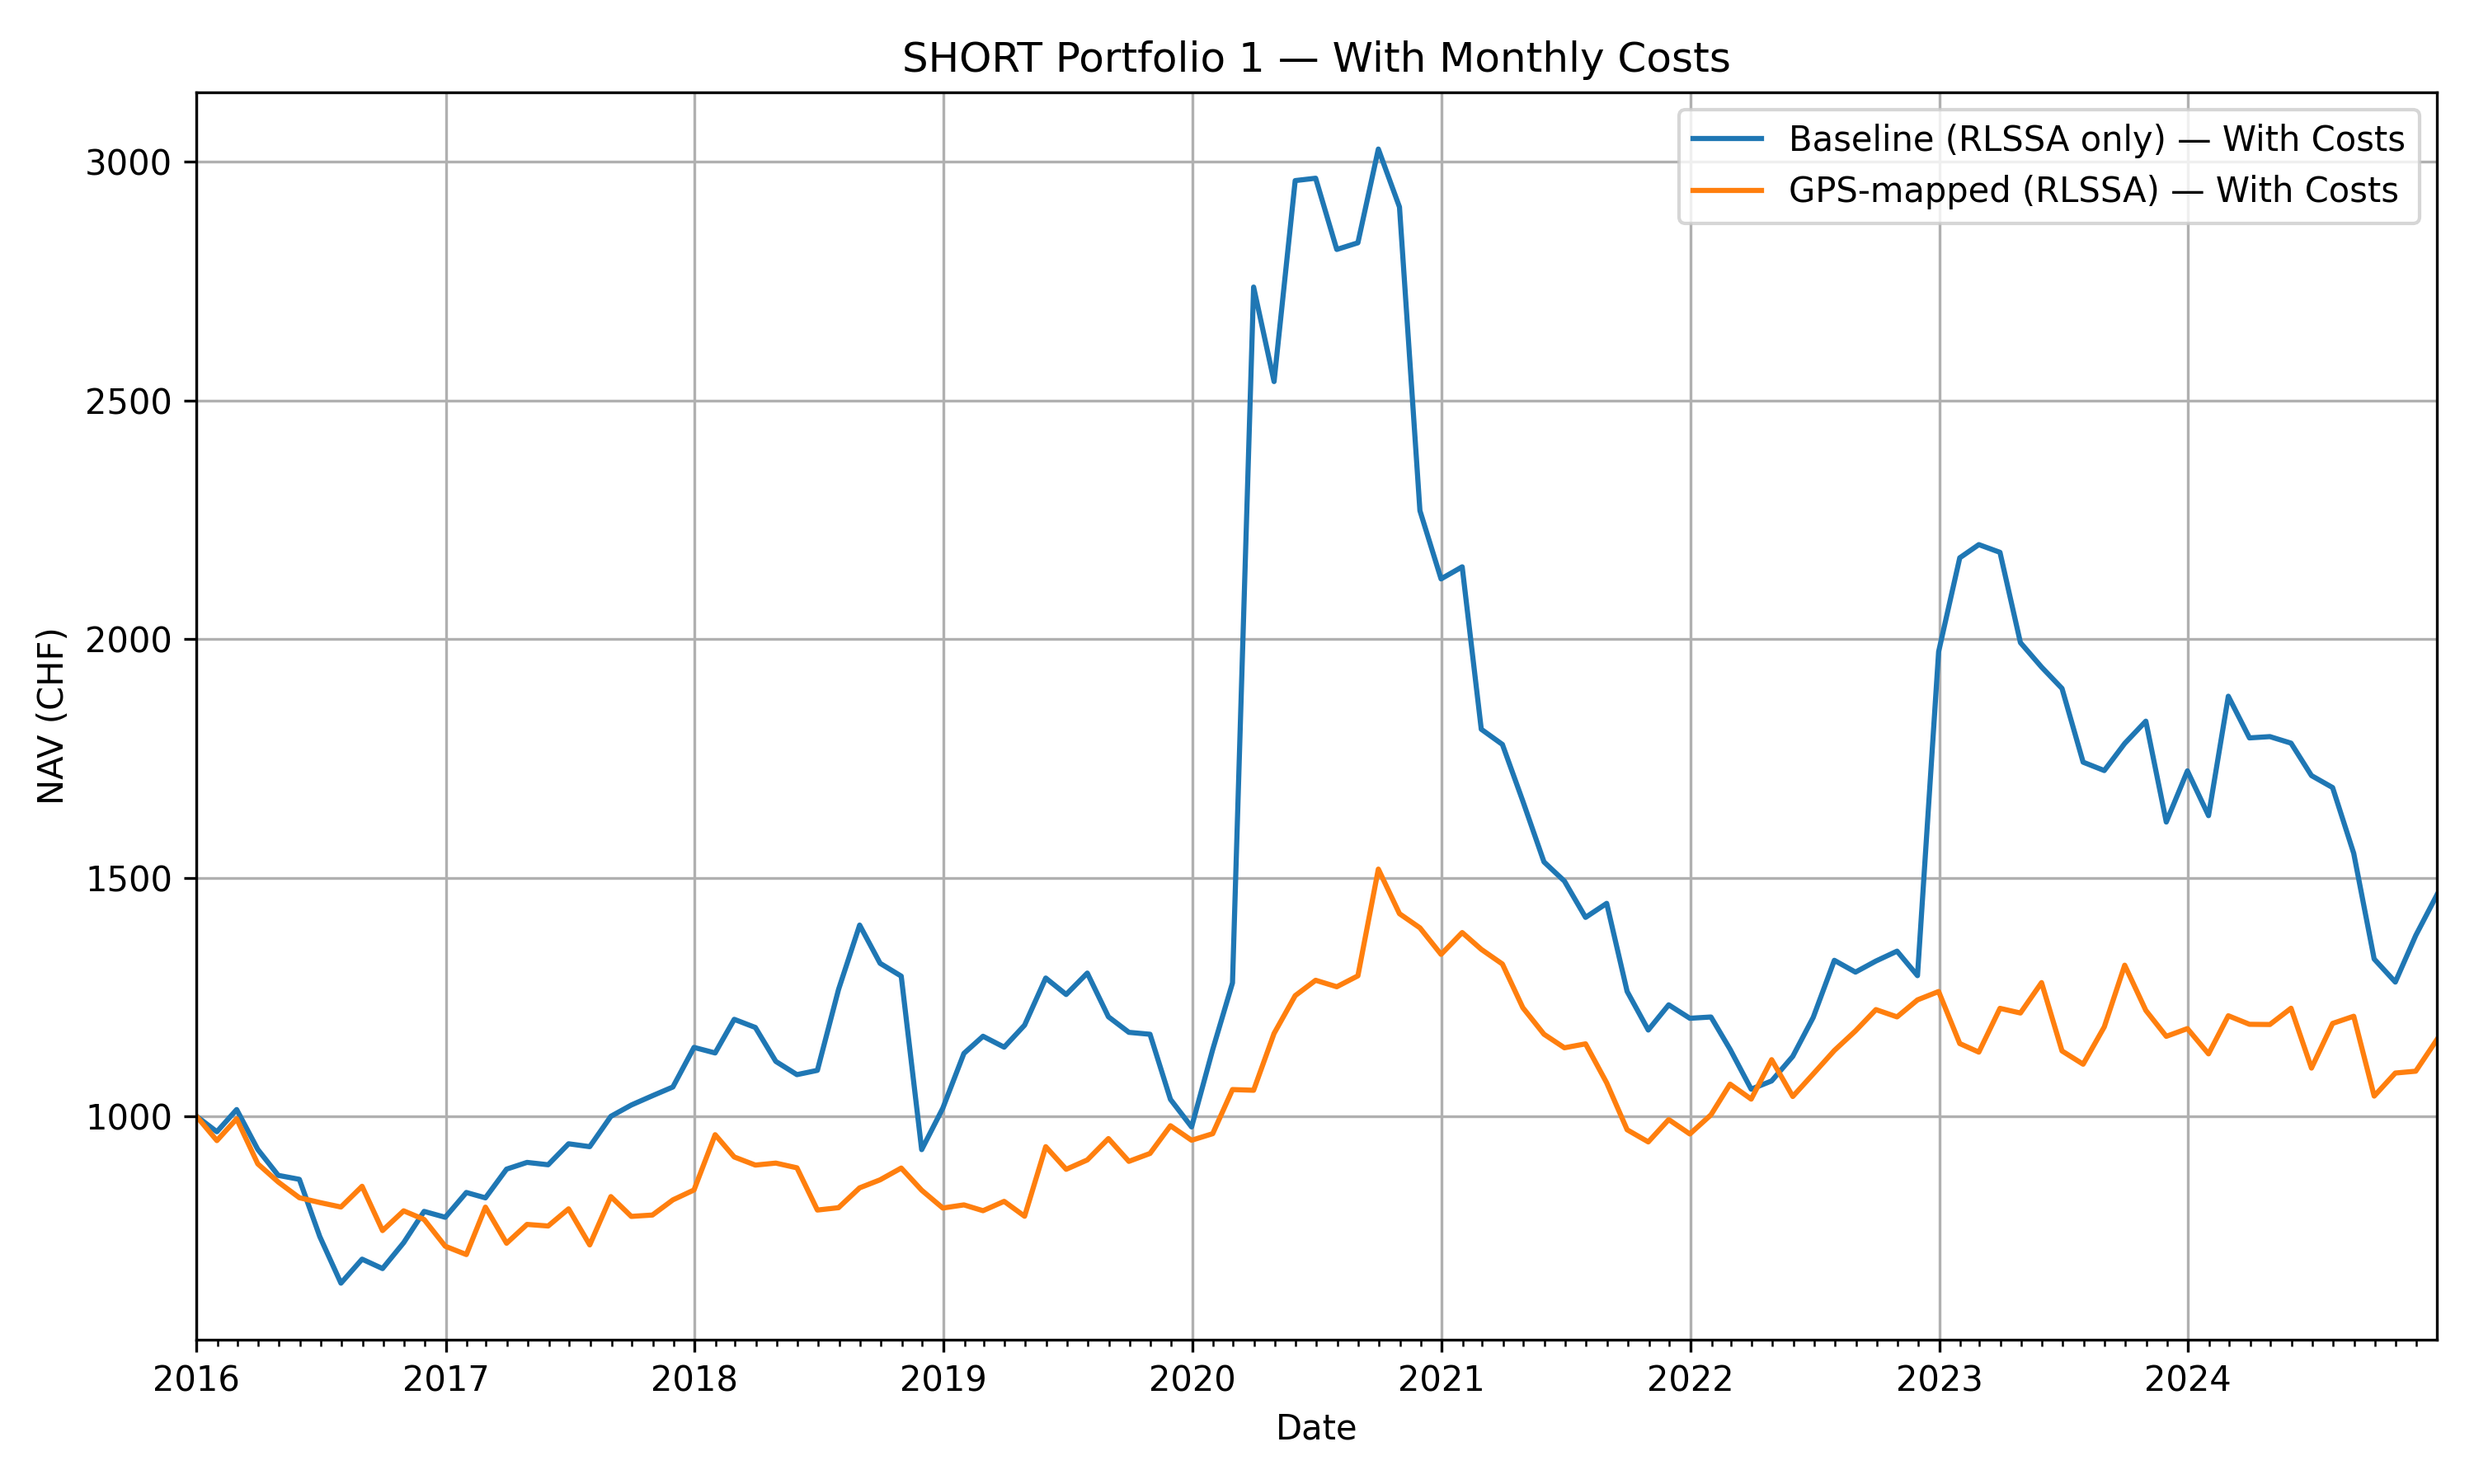 SHORT Portfolio 1 — With Monthly Costs
Baseline (RLSSA only) — With Costs
GPS-mapped (RLSSA) — With Costs
NAV (CHF)
3000
2500
2000
1500
1000
2016 2017 2018 2019 2020 2021 2022 2023 2024
Date